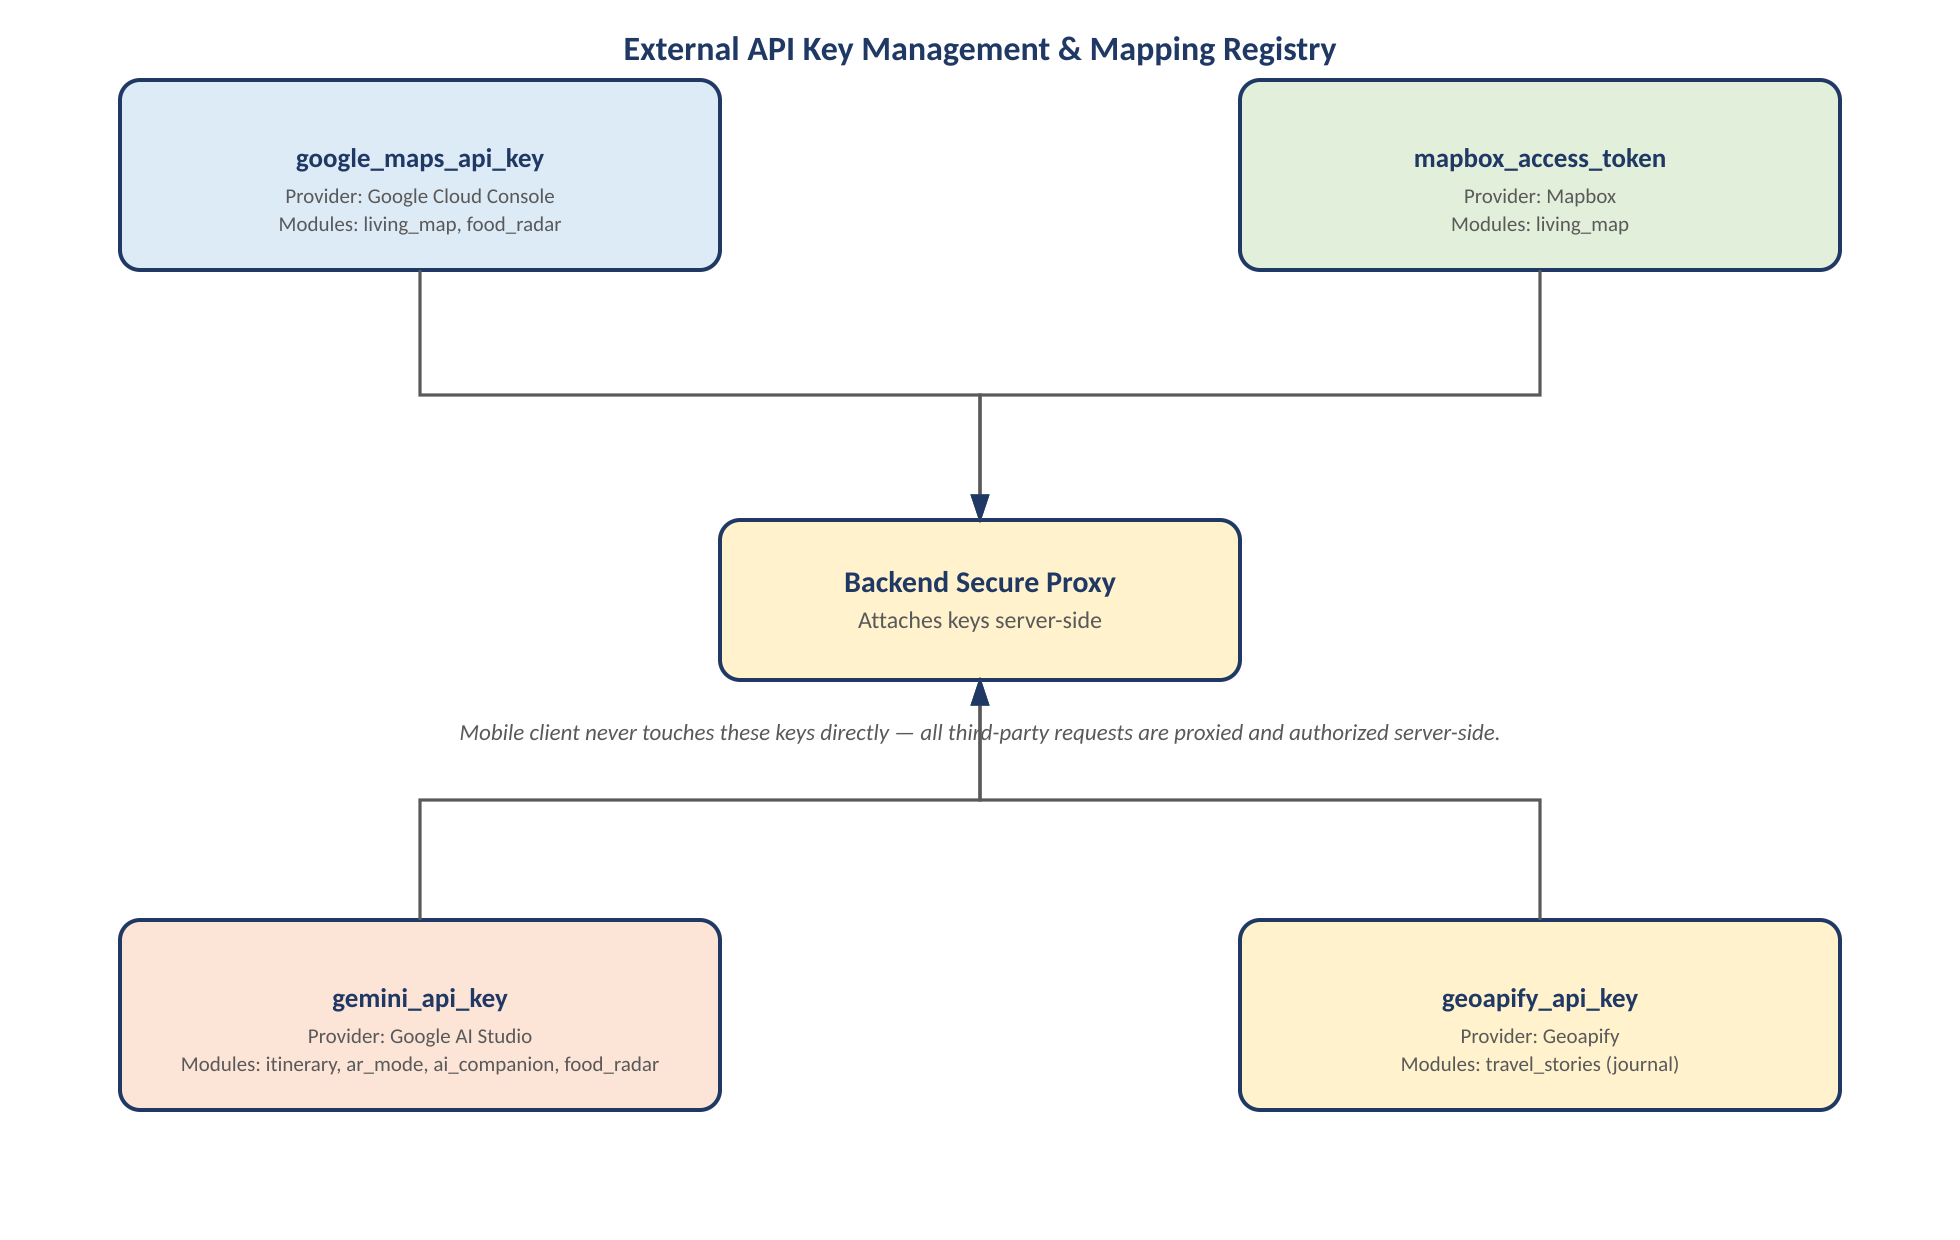 External API Key Management & Mapping Registry
google_maps_api_key
Provider: Google Cloud Console
Modules: living_map, food_radar
mapbox_access_token
Provider: Mapbox
Modules: living_map
Backend Secure Proxy
Attaches keys server-side
Mobile client never touches these keys directly — all third-party requests are proxied and authorized server-side.
gemini_api_key
Provider: Google AI Studio
Modules: itinerary, ar_mode, ai_companion, food_radar
geoapify_api_key
Provider: Geoapify
Modules: travel_stories (journal)